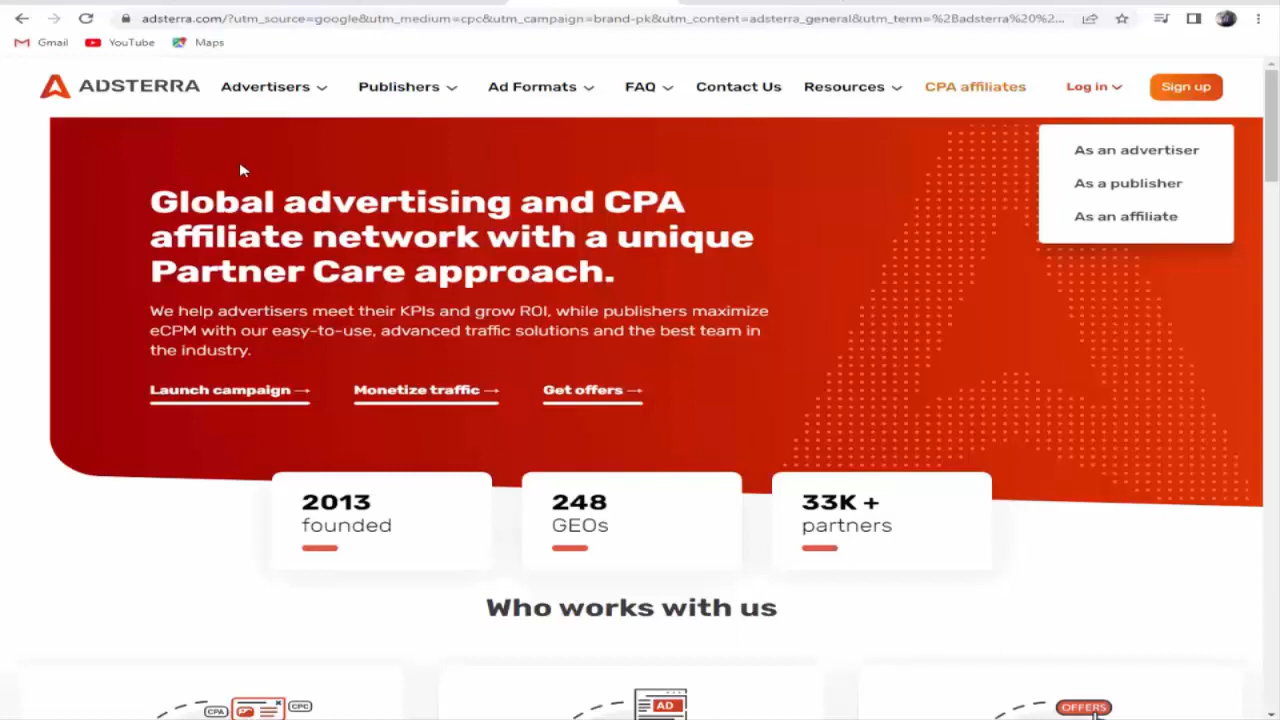 adsterra.com/?utm_source=google&utm_medium=cpc&utm_campaign=brand-pk&utm_content=adsterra_general&utm_term=%2Badsterra%20%2...
Gmail YouTube Maps
ADSTERRA Advertisers Publishers Ad Formats FAQ Contact Us Resources CPA affiliates Log in Sign up
As an advertiser
As a publisher
As an affiliate
Global advertising and CPA
affiliate network with a unique
Partner Care approach.
We help advertisers meet their KPIs and grow ROI, while publishers maximize
eCPM with our easy-to-use, advanced traffic solutions and the best team in
the industry.
Launch campaign → Monetize traffic → Get offers →
2013 248 33K +
founded GEOs partners
Who works with us
CPA CPC AD OFFERS